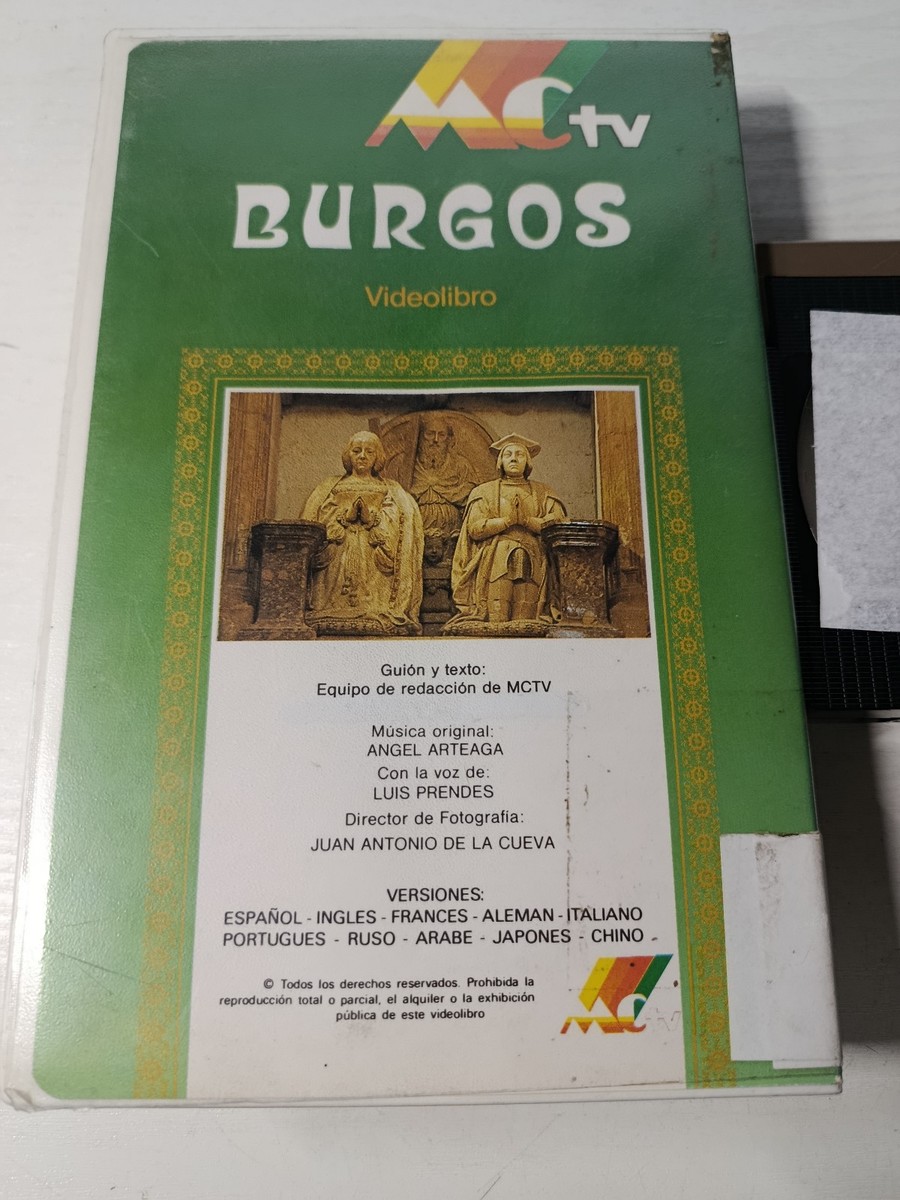 MCtv
BURGOS
Videolibro
Guión y texto:
Equipo de redacción de MCTV
Música original:
ANGEL ARTEAGA
Con la voz de:
LUIS PRENDES
Director de Fotografía:
JUAN ANTONIO DE LA CUEVA
VERSIONES:
ESPAÑOL - INGLES - FRANCES - ALEMAN - ITALIANO
PORTUGUES - RUSO - ARABE - JAPONES - CHINO
© Todos los derechos reservados. Prohibida la
reproducción total o parcial, el alquiler o la exhibición
pública de este videolibro
MCtv